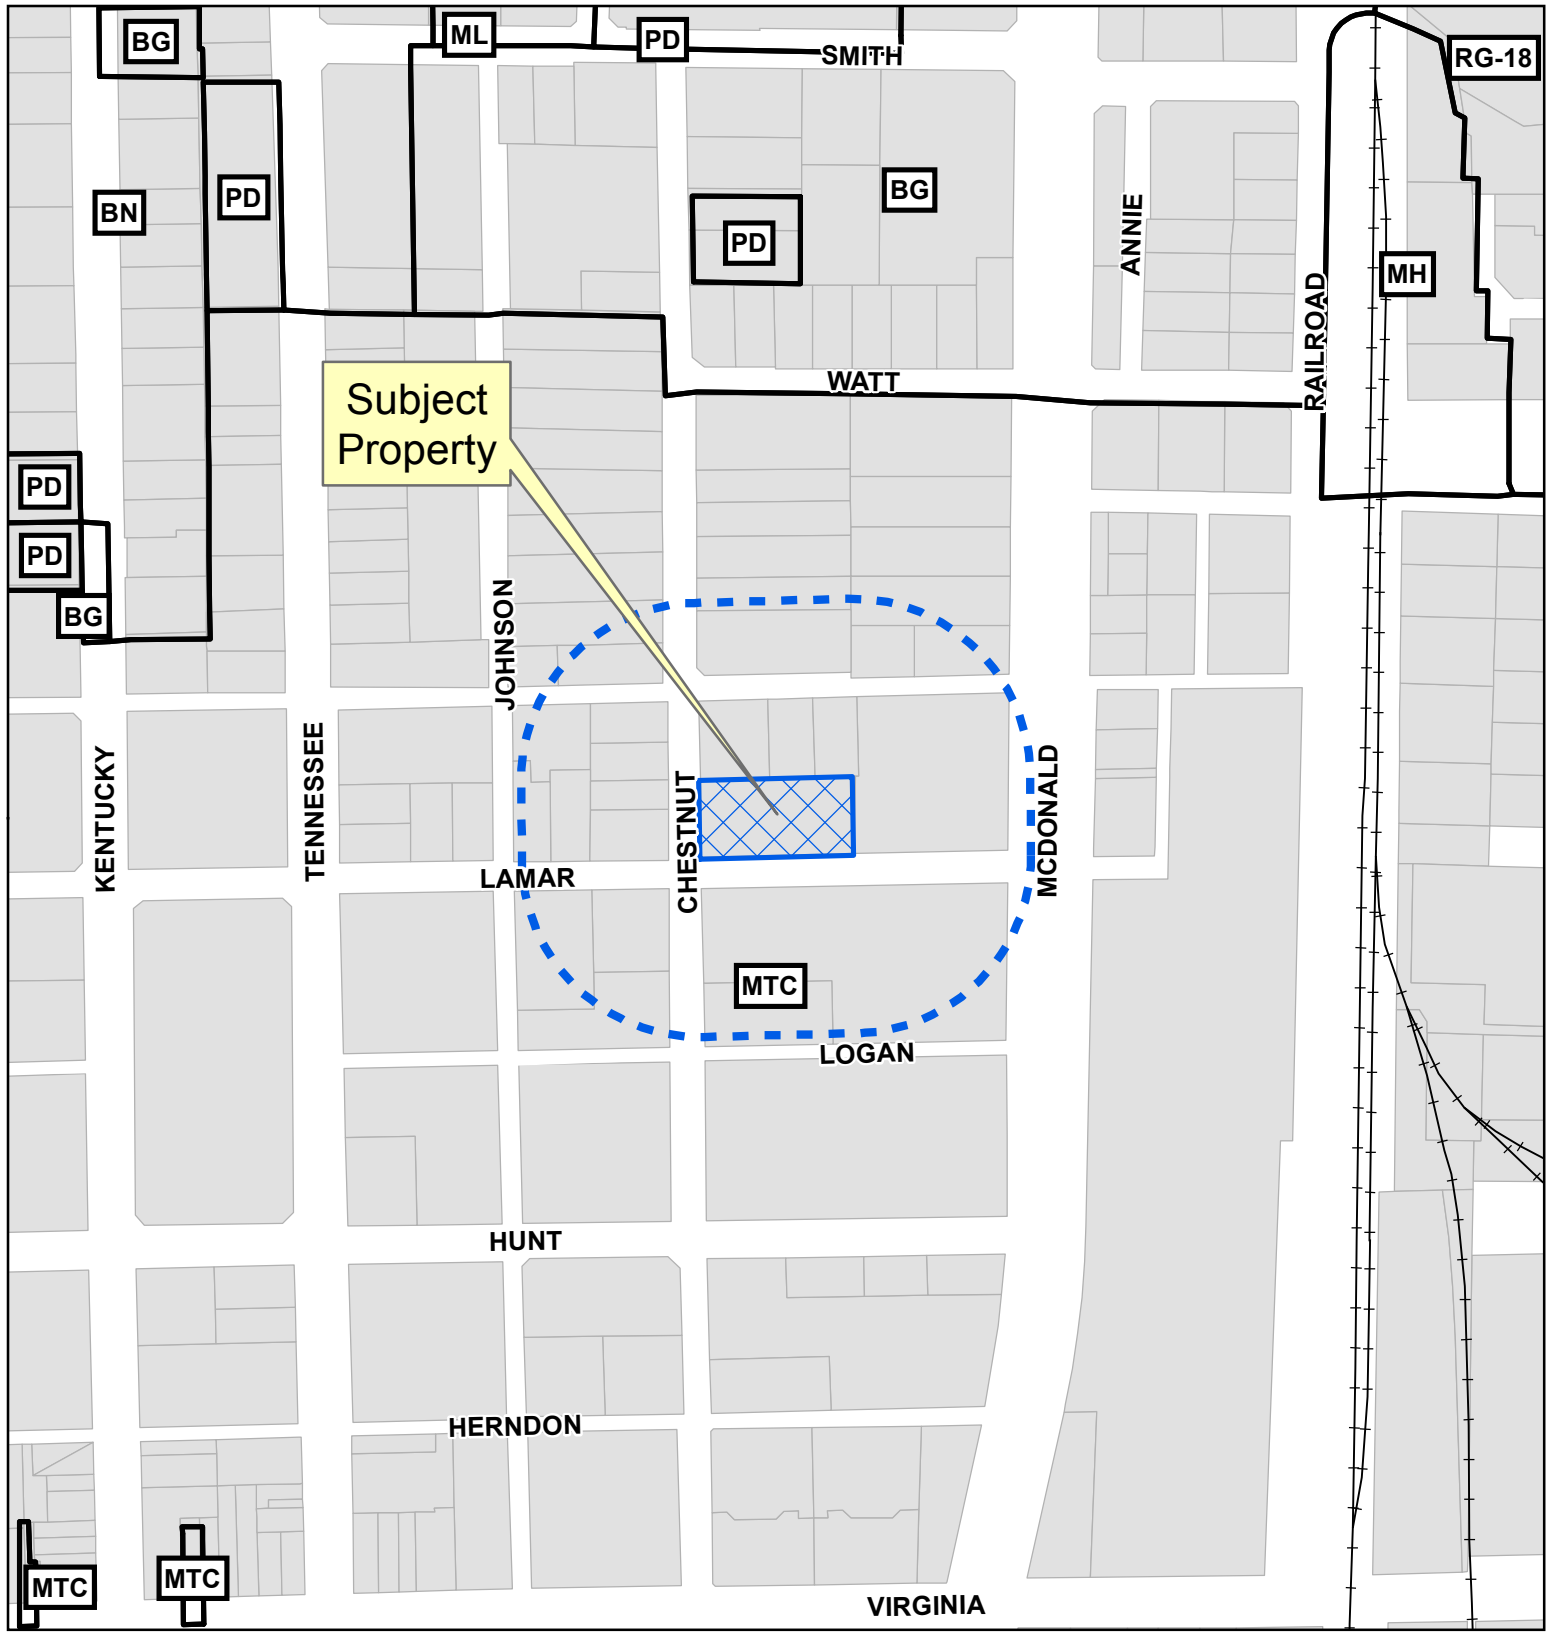 BG
ML
PD
SMITH
RG-18
BN
PD
BG
PD
ANNIE
MH
RAILROAD
WATT
Subject
Property
PD
PD
BG
JOHNSON
KENTUCKY
TENNESSEE
CHESTNUT
MCDONALD
LAMAR
MTC
LOGAN
HUNT
HERNDON
MTC
MTC
VIRGINIA